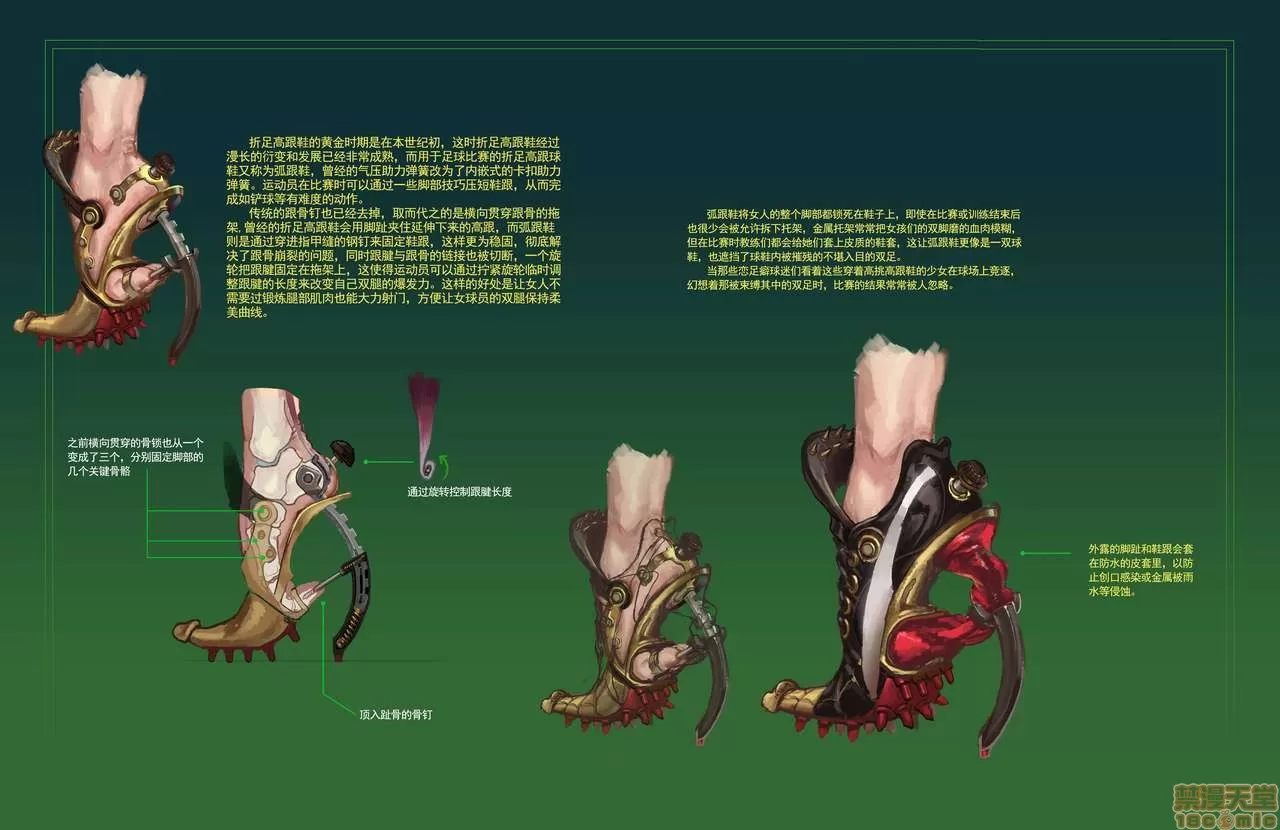 折足高跟鞋的黄金时期是在本世纪初，这时折足高跟鞋经过
漫长的衍变和发展已经非常成熟，而用于足球比赛的折足高跟球
鞋又称为弧跟鞋，曾经的气压助力弹簧改为了内嵌式的卡扣助力
弹簧。运动员在比赛时可以通过一些脚部技巧压短鞋跟，从而完
成如铲球等有难度的动作。
传统的跟骨钉也已经去掉，取而代之的是横向贯穿跟骨的拖
架,曾经的折足高跟鞋会用脚趾夹住延伸下来的高跟，而弧跟鞋
则是通过穿进指甲缝的钢钉来固定鞋跟，这样更为稳固，彻底解
决了跟骨崩裂的问题，同时跟腱与跟骨的链接也被切断，一个旋
轮把跟腱固定在拖架上，这使得运动员可以通过拧紧旋轮临时调
整跟腱的长度来改变自己双腿的爆发力。这样的好处是让女人不
需要过锻炼腿部肌肉也能大力射门，方便让女球员的双腿保持柔
美曲线。
弧跟鞋将女人的整个脚部都锁死在鞋子上，即使在比赛或训练结束后
也很少会被允许拆下托架，金属托架常常把女孩们的双脚磨的血肉模糊，
但在比赛时教练们都会给她们套上皮质的鞋套，这让弧跟鞋更像是一双球
鞋，也遮挡了球鞋内被摧残的不堪入目的双足。
当那些恋足癖球迷们看着这些穿着高挑高跟鞋的少女在球场上竞逐，
幻想着那被束缚其中的双足时，比赛的结果常常被人忽略。
之前横向贯穿的骨锁也从一个
变成了三个，分别固定脚部的
几个关键骨骼
通过旋转控制跟腱长度
顶入趾骨的骨钉
外露的脚趾和鞋跟会套
在防水的皮套里，以防
止创口感染或金属被雨
水等侵蚀。
禁漫天堂
18comic